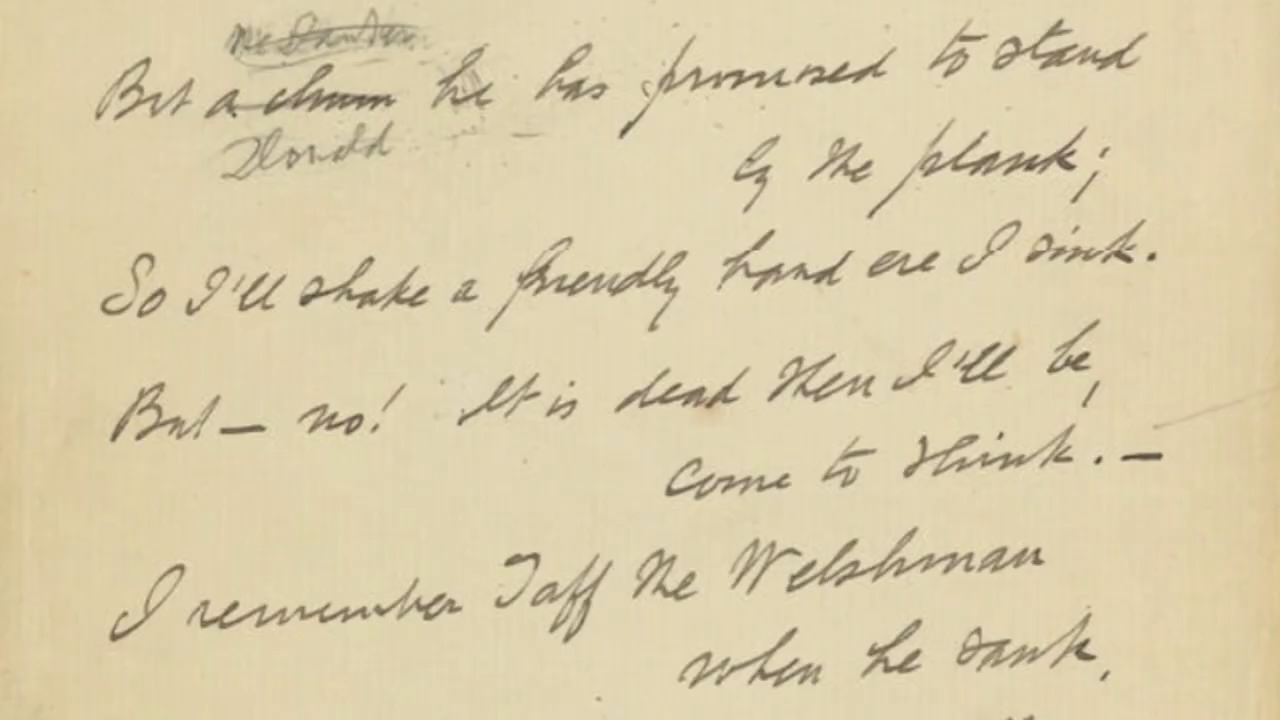 But a chum he has promised to stand
Donald
by the plank;
So I'll shake a friendly hand ere I sink.
But — no! It is dead then I'll be,
come to think. —
I remember Taff the Welshman
when he sank,